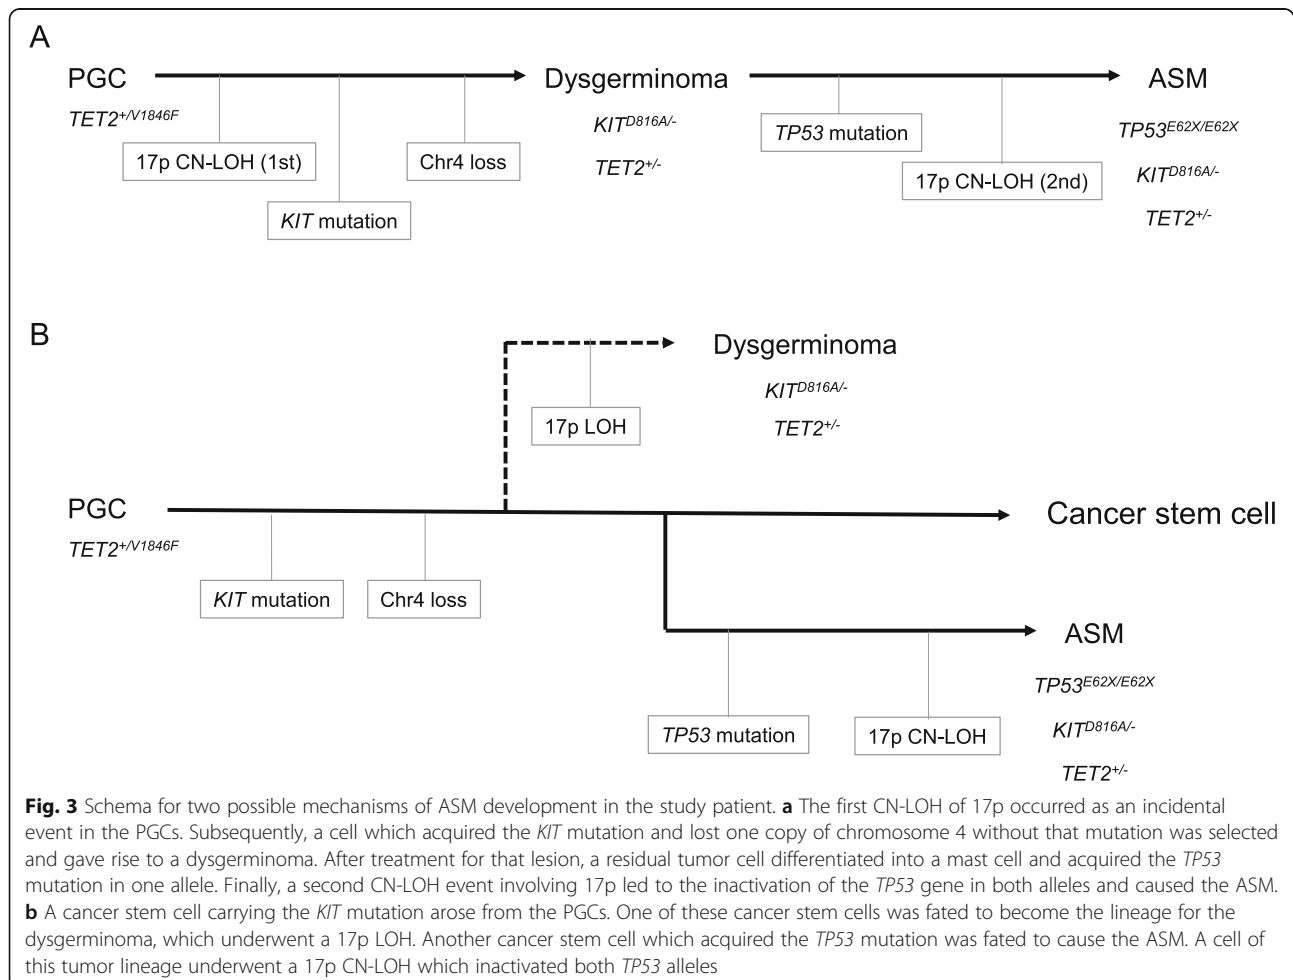 A
PGC
Dysgerminoma
ASM
TET2+/V1846F
KITD816A/-
TP53 mutation
TP53E62X/E62X
17p CN-LOH (1st)
Chr4 loss
TET2+/-
17p CN-LOH (2nd)
KITD816A/-
KIT mutation
TET2+/-
B
Dysgerminoma
KITD816A/-
17p LOH
TET2+/-
PGC
Cancer stem cell
TET2+/V1846F
KIT mutation
Chr4 loss
ASM
TP53E62X/E62X
TP53 mutation
17p CN-LOH
KITD816A/-
TET2+/-
Fig. 3 Schema for two possible mechanisms of ASM development in the study patient. a The first CN-LOH of 17p occurred as an incidental
event in the PGCs. Subsequently, a cell which acquired the KIT mutation and lost one copy of chromosome 4 without that mutation was selected
and gave rise to a dysgerminoma. After treatment for that lesion, a residual tumor cell differentiated into a mast cell and acquired the TP53
mutation in one allele. Finally, a second CN-LOH event involving 17p led to the inactivation of the TP53 gene in both alleles and caused the ASM.
b A cancer stem cell carrying the KIT mutation arose from the PGCs. One of these cancer stem cells was fated to become the lineage for the
dysgerminoma, which underwent a 17p LOH. Another cancer stem cell which acquired the TP53 mutation was fated to cause the ASM. A cell of
this tumor lineage underwent a 17p CN-LOH which inactivated both TP53 alleles